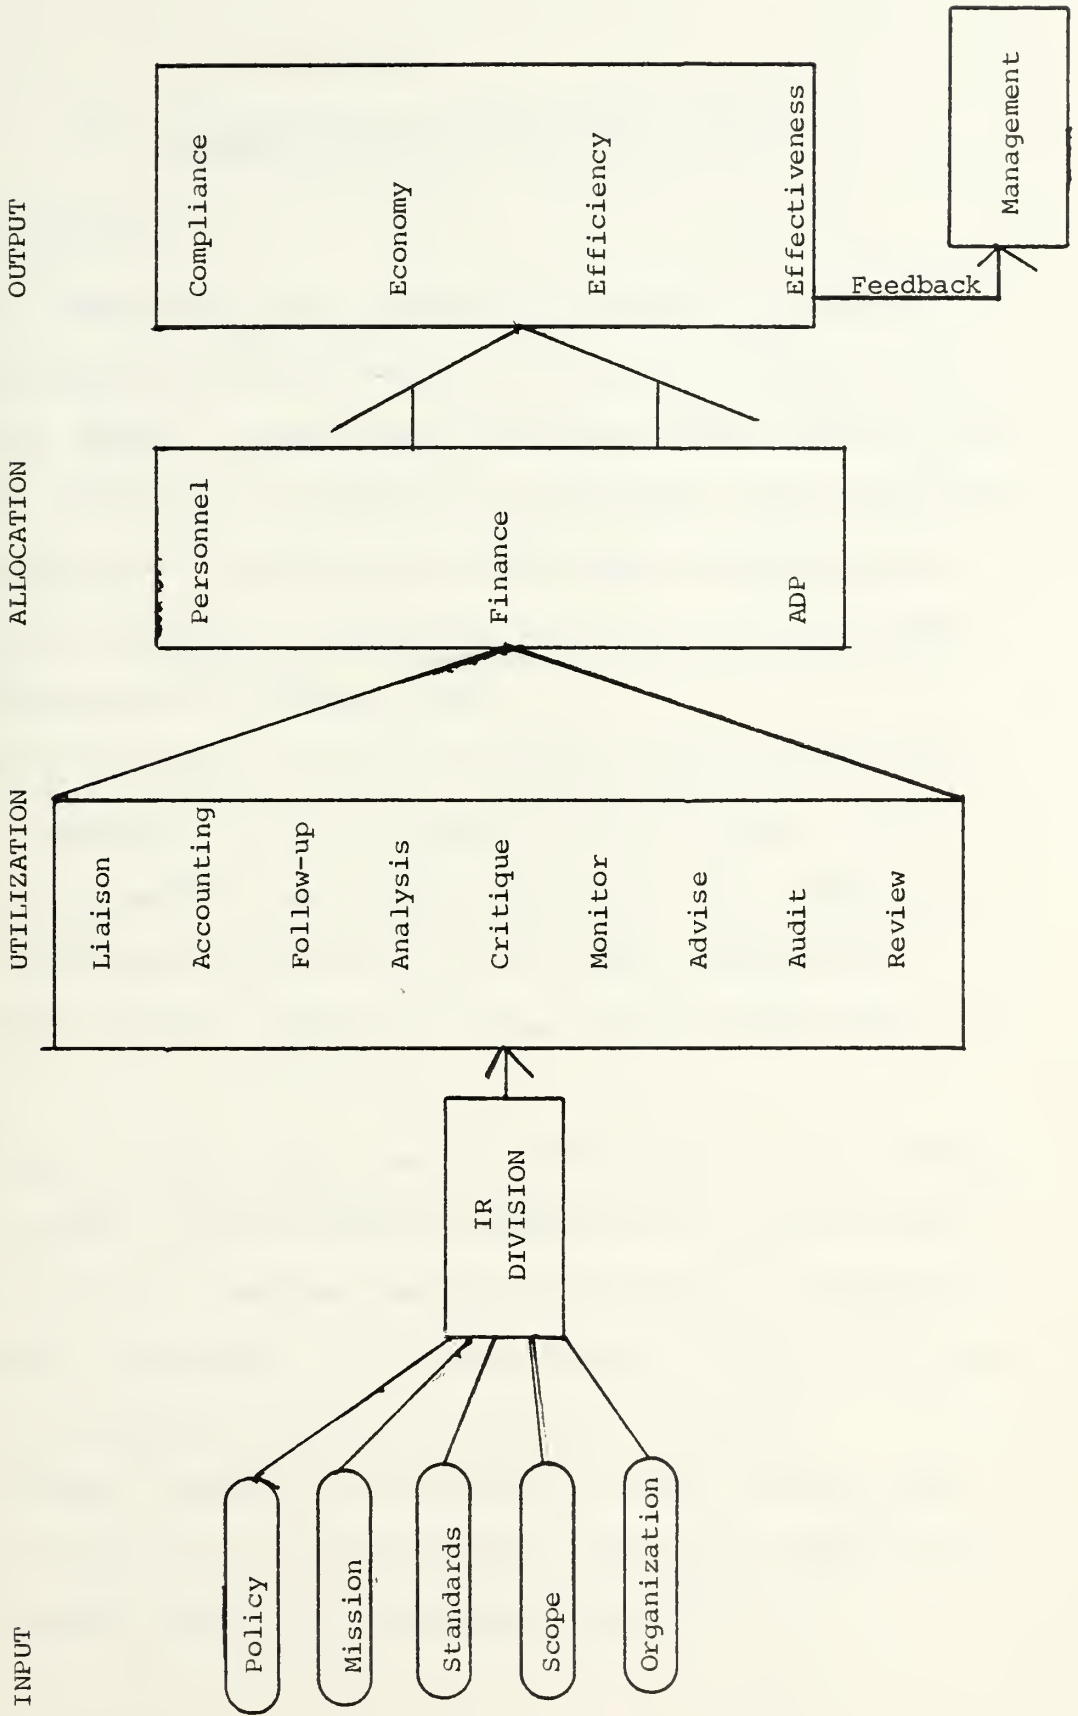 INPUT
UTILIZATION
ALLOCATION
OUTPUT
Policy
Mission
Standards
Scope
Organization
IR
DIVISION
Liaison
Accounting
Follow-up
Analysis
Critique
Monitor
Advise
Audit
Review
Personnel
Finance
ADP
Compliance
Economy
Efficiency
Effectiveness
Feedback
Management